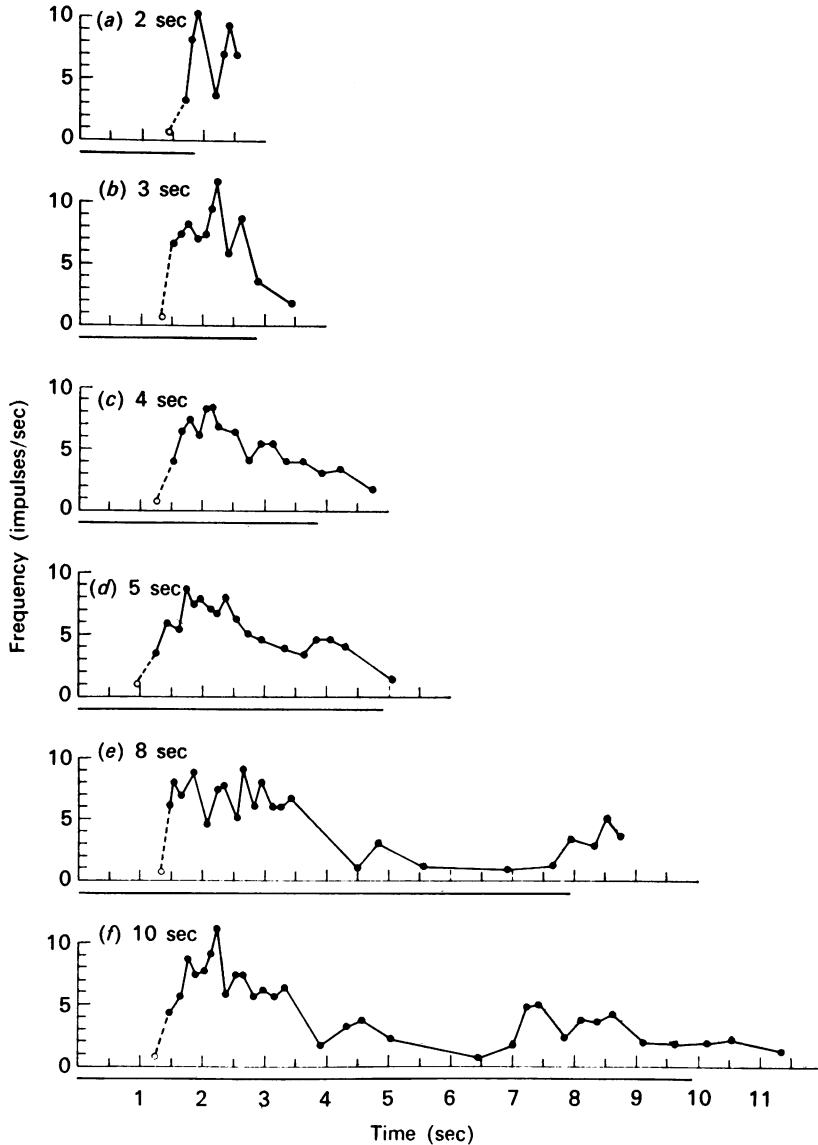 (a) 2 sec
10
5
0
(b) 3 sec
10
5
0
(c) 4 sec
10
5
0
(d) 5 sec
10
5
0
(e) 8 sec
10
5
0
(f) 10 sec
10
5
0
Frequency (impulses/sec)
1 2 3 4 5 6 7 8 9 10 11
Time (sec)